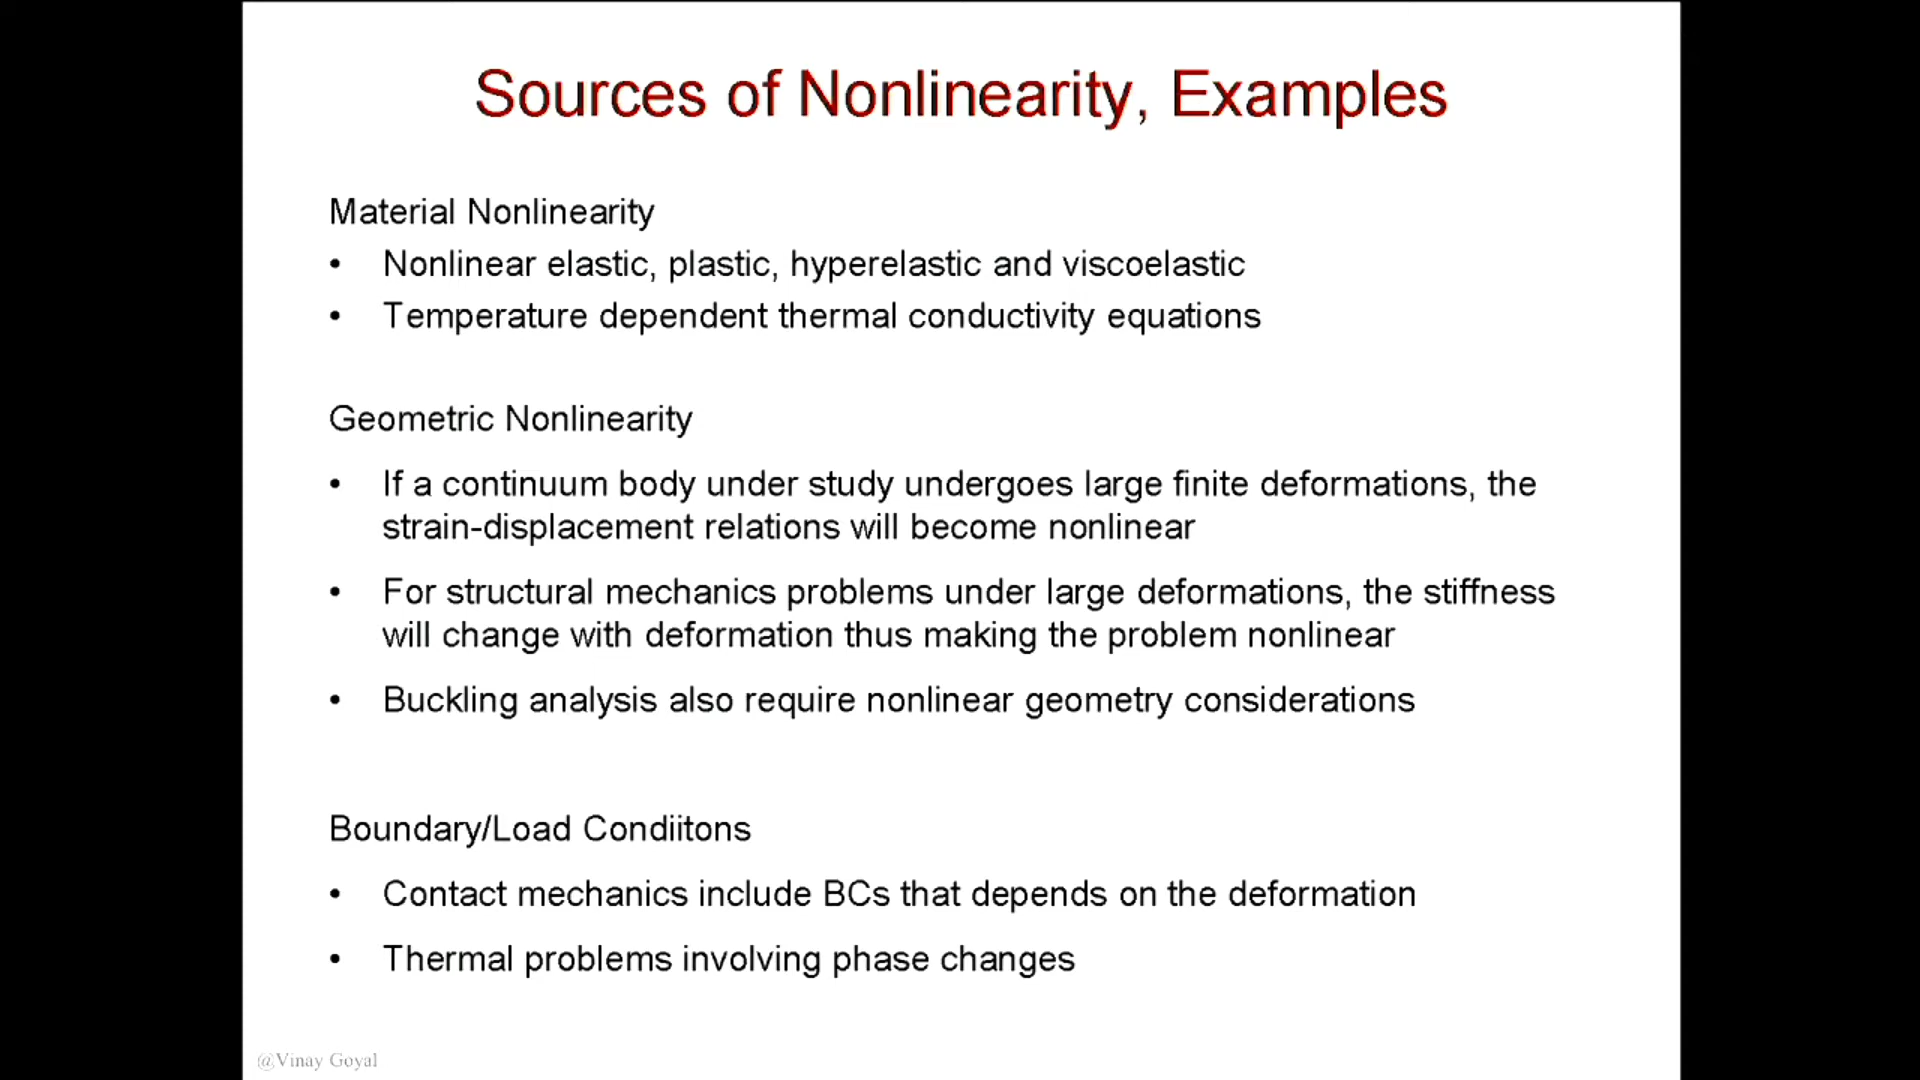 Sources of Nonlinearity, Examples
Material Nonlinearity
• Nonlinear elastic, plastic, hyperelastic and viscoelastic
• Temperature dependent thermal conductivity equations
Geometric Nonlinearity
• If a continuum body under study undergoes large finite deformations, the
strain-displacement relations will become nonlinear
• For structural mechanics problems under large deformations, the stiffness
will change with deformation thus making the problem nonlinear
• Buckling analysis also require nonlinear geometry considerations
Boundary/Load Condiitons
• Contact mechanics include BCs that depends on the deformation
• Thermal problems involving phase changes
@Vinay Goyal